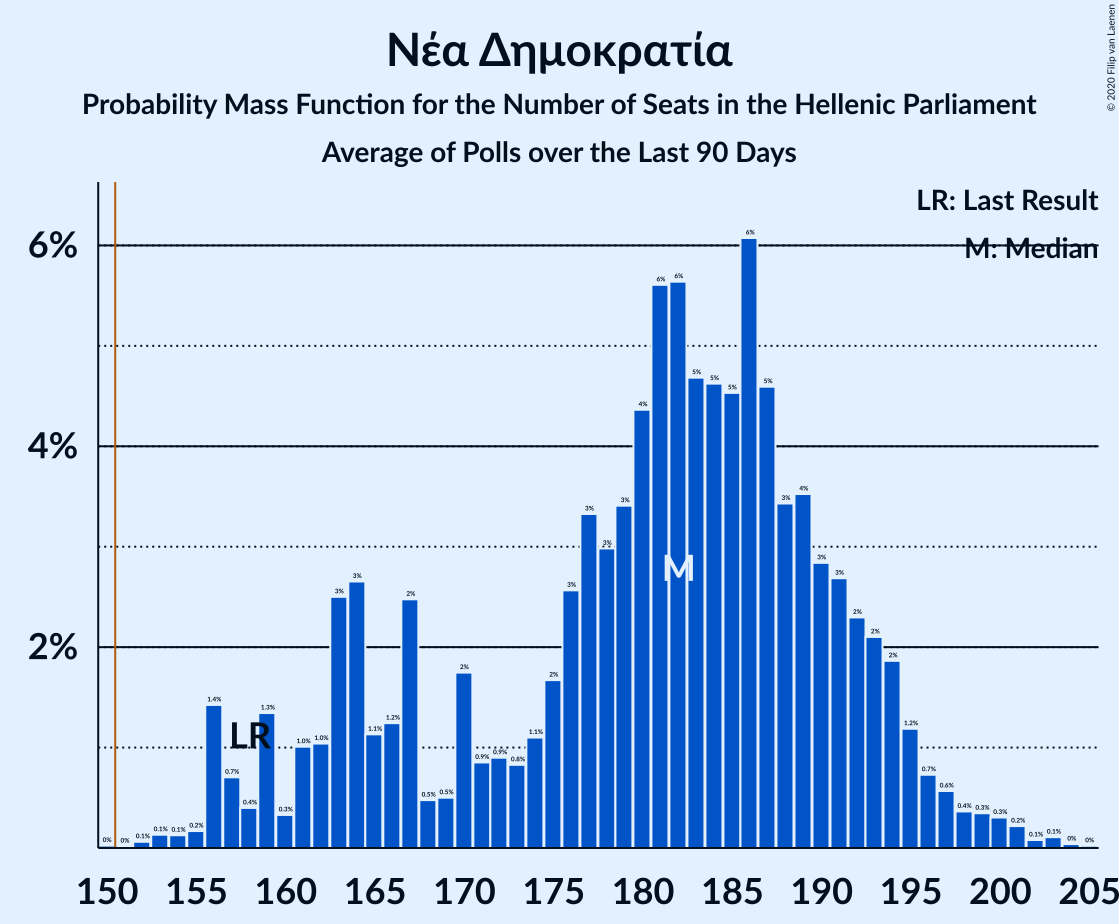 Νέα Δημοκρατία
Probability Mass Function for the Number of Seats in the Hellenic Parliament
Average of Polls over the Last 90 Days
© 2020 Filip van Laenen
LR: Last Result
M: Median
6%
4%
2%
0% 0% 0.1% 0.1% 0.1% 0.2% 1.4% 0.7% 0.4% 1.3% 0.3% 1.0% 1.0% 3% 3% 1.1% 1.2% 2% 0.5% 0.5% 2% 0.9% 0.9% 0.8% 1.1% 2% 3% 3% 3% 3% 4% 6% 6% 5% 5% 5% 6% 5% 3% 4% 3% 3% 2% 2% 2% 1.2% 0.7% 0.6% 0.4% 0.3% 0.3% 0.2% 0.1% 0.1% 0% 0%
LR
M
150 155 160 165 170 175 180 185 190 195 200 205